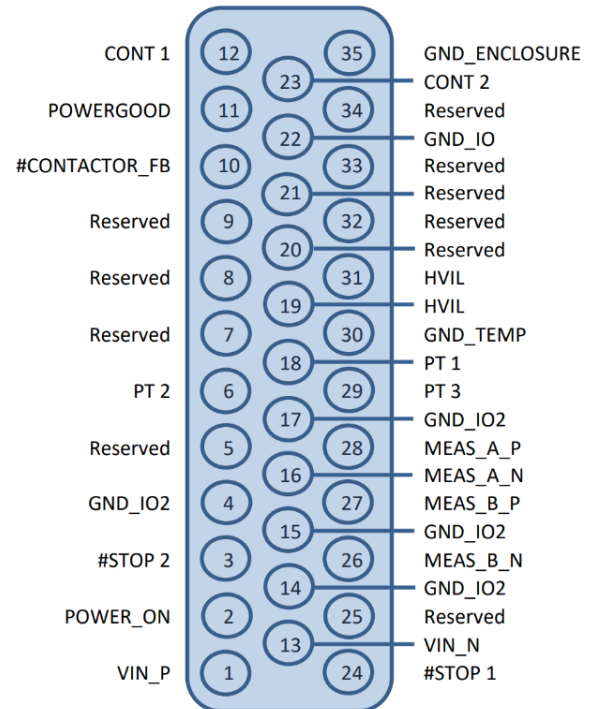 CONT 1 12 35 GND_ENCLOSURE
23 CONT 2
POWERGOOD 11 34 Reserved
22 GND_IO
#CONTACTOR_FB 10 33 Reserved
21 Reserved
Reserved 9 32 Reserved
20 Reserved
Reserved 8 31 HVIL
19 HVIL
Reserved 7 30 GND_TEMP
18 PT 1
PT 2 6 29 PT 3
17 GND_IO2
Reserved 5 28 MEAS_A_P
16 MEAS_A_N
GND_IO2 4 27 MEAS_B_P
15 GND_IO2
#STOP 2 3 26 MEAS_B_N
14 GND_IO2
POWER_ON 2 25 Reserved
13 VIN_N
VIN_P 1 24 #STOP 1